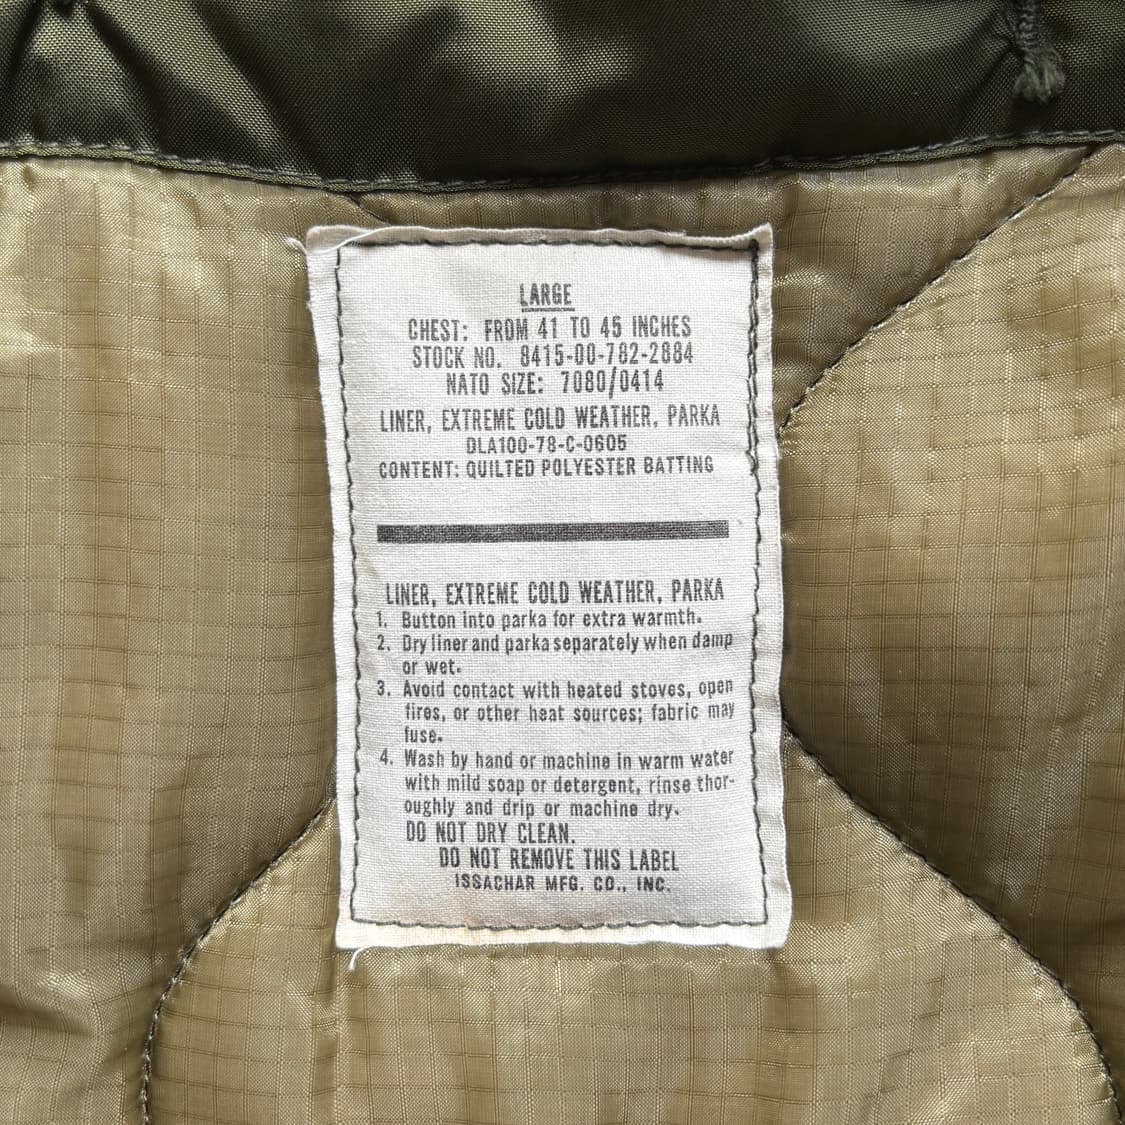 LARGE
CHEST: FROM 41 TO 45 INCHES
STOCK NO. 8415-00-782-2884
NATO SIZE: 7080/0414
LINER, EXTREME COLD WEATHER, PARKA
DLA100-78-C-0605
CONTENT: QUILTED POLYESTER BATTING
LINER, EXTREME COLD WEATHER, PARKA
1. Button into parka for extra warmth.
2. Dry liner and parka separately when damp
or wet.
3. Avoid contact with heated stoves, open
fires, or other heat sources; fabric may
fuse.
4. Wash by hand or machine in warm water
with mild soap or detergent, rinse thor-
oughly and drip or machine dry.
DO NOT DRY CLEAN.
DO NOT REMOVE THIS LABEL
ISSACHAR MFG. CO., INC.